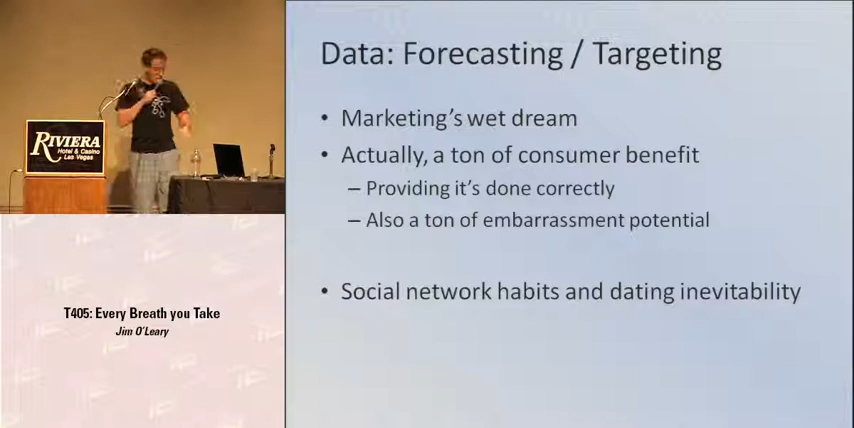 RIVIERA
Hotel & Casino
Las Vegas
T405: Every Breath you Take
Jim O'Leary
Data: Forecasting / Targeting
• Marketing's wet dream
• Actually, a ton of consumer benefit
– Providing it's done correctly
– Also a ton of embarrassment potential
• Social network habits and dating inevitability